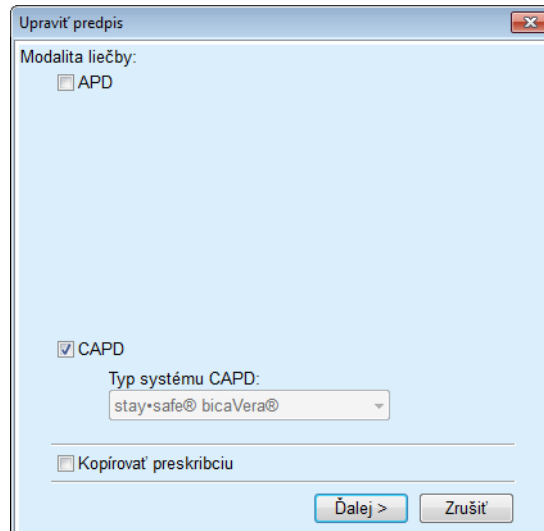 Upraviť predpis
Modalita liečby:
APD
CAPD
Typ systému CAPD:
stay•safe® bicaVera®
Kopírovať preskribciu
Ďalej >
Zrušiť